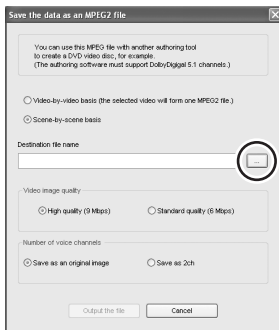 Save the data as an MPEG2 file
You can use this MPEG file with another authoring tool
to create a DVD video disc, for example.
(The authoring software must support DolbyDigigal 5.1 channels.)
Video-by-video basis (the selected video will form one MPEG2 file.)
Scene-by-scene basis
Destination file name
...
Video image quality
High quality (9 Mbps)
Standard quality (6 Mbps)
Number of voice channels
Save as an original image
Save as 2ch
Output the file
Cancel